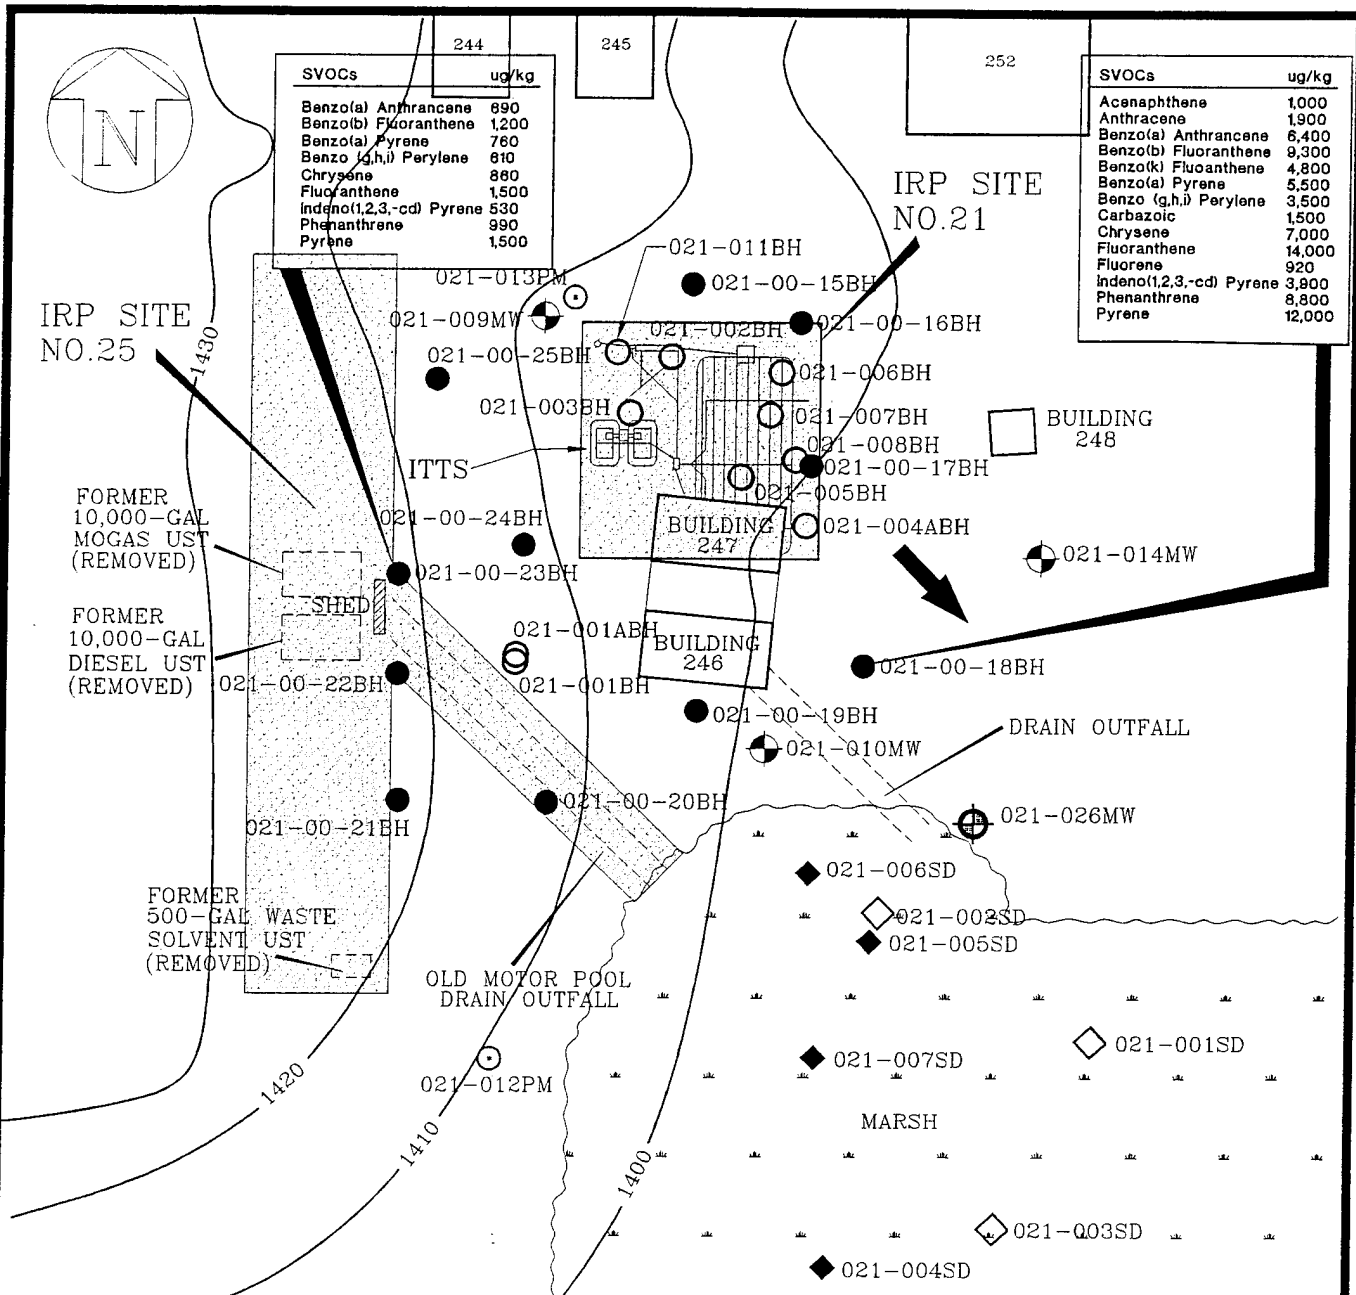 244
245
252
N
SVOCs ug/kg
Benzo(a) Anthrancene 690
Benzo(b) Fluoranthene 1,200
Benzo(a) Pyrene 760
Benzo (g,h,i) Perylene 610
Chrysene 860
Fluoranthene 1,500
Indeno(1,2,3,-cd) Pyrene 530
Phenanthrene 990
Pyrene 1,500
SVOCs ug/kg
Acenaphthene 1,000
Anthracene 1,900
Benzo(a) Anthrancene 6,400
Benzo(b) Fluoranthene 9,300
Benzo(k) Fluoanthene 4,800
Benzo(a) Pyrene 5,500
Benzo (g,h,i) Perylene 3,500
Carbazoic 1,500
Chrysene 7,000
Fluoranthene 14,000
Fluorene 920
Indeno(1,2,3,-cd) Pyrene 3,900
Phenanthrene 8,800
Pyrene 12,000
IRP SITE
NO.21
021-011BH
021-013PM
021-00-15BH
IRP SITE
NO.25
1430
021-009MW
021-002BH
021-00-16BH
021-00-25BH
021-006BH
021-003BH
021-007BH
BUILDING
248
021-008BH
ITTS
021-00-17BH
021-005BH
FORMER
10,000-GAL
MOGAS UST
(REMOVED)
021-00-24BH
BUILDING
247
021-004ABH
021-014MW
021-00-23BH
SHED
FORMER
10,000-GAL
DIESEL UST
(REMOVED)
021-001ABH
BUILDING
246
021-00-18BH
021-00-22BH
021-001BH
021-00-19BH
DRAIN OUTFALL
021-010MW
021-00-20BH
021-026MW
021-00-21BH
021-006SD
FORMER
500-GAL WASTE
SOLVENT UST
(REMOVED)
021-002SD
021-005SD
OLD MOTOR POOL
DRAIN OUTFALL
021-001SD
021-007SD
1420
021-012PM
MARSH
1410
1400
021-003SD
021-004SD